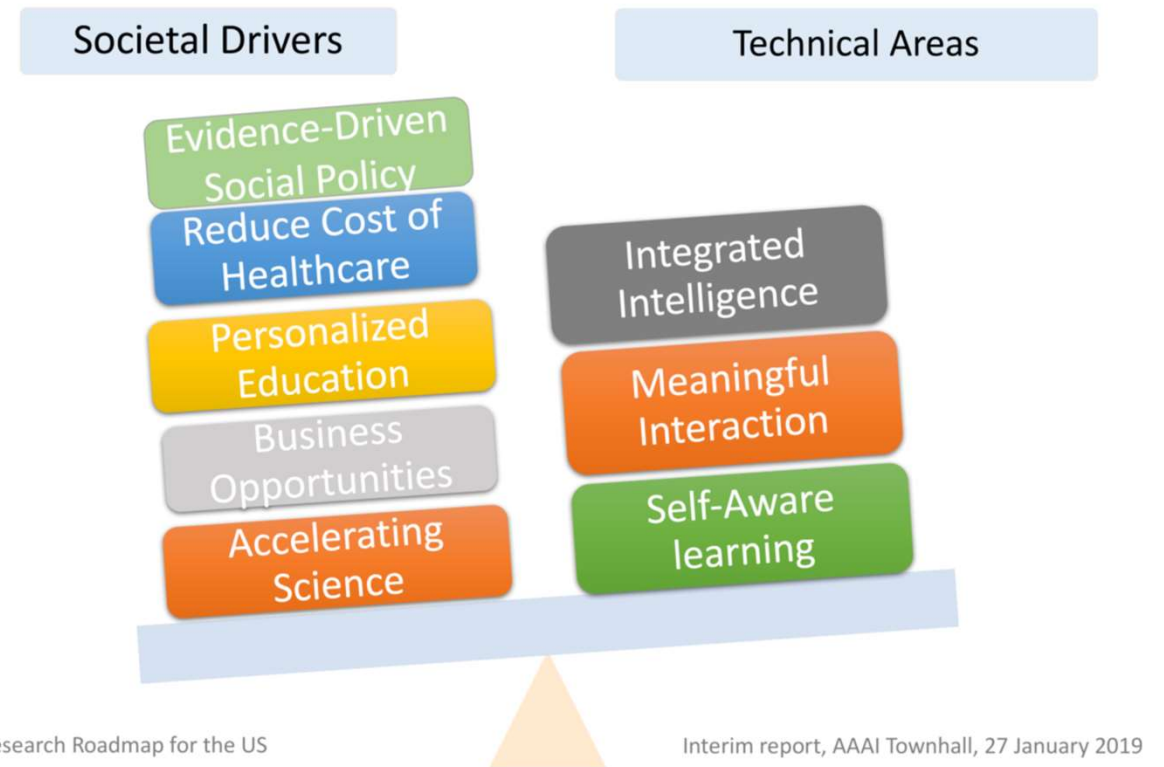 Societal Drivers
Technical Areas
Evidence-Driven
Social Policy
Reduce Cost of
Healthcare
Personalized
Education
Business
Opportunities
Accelerating
Science
Integrated
Intelligence
Meaningful
Interaction
Self-Aware
learning
Roadmap for the US
Interim report, AAAI Townhall, 27 January 2019